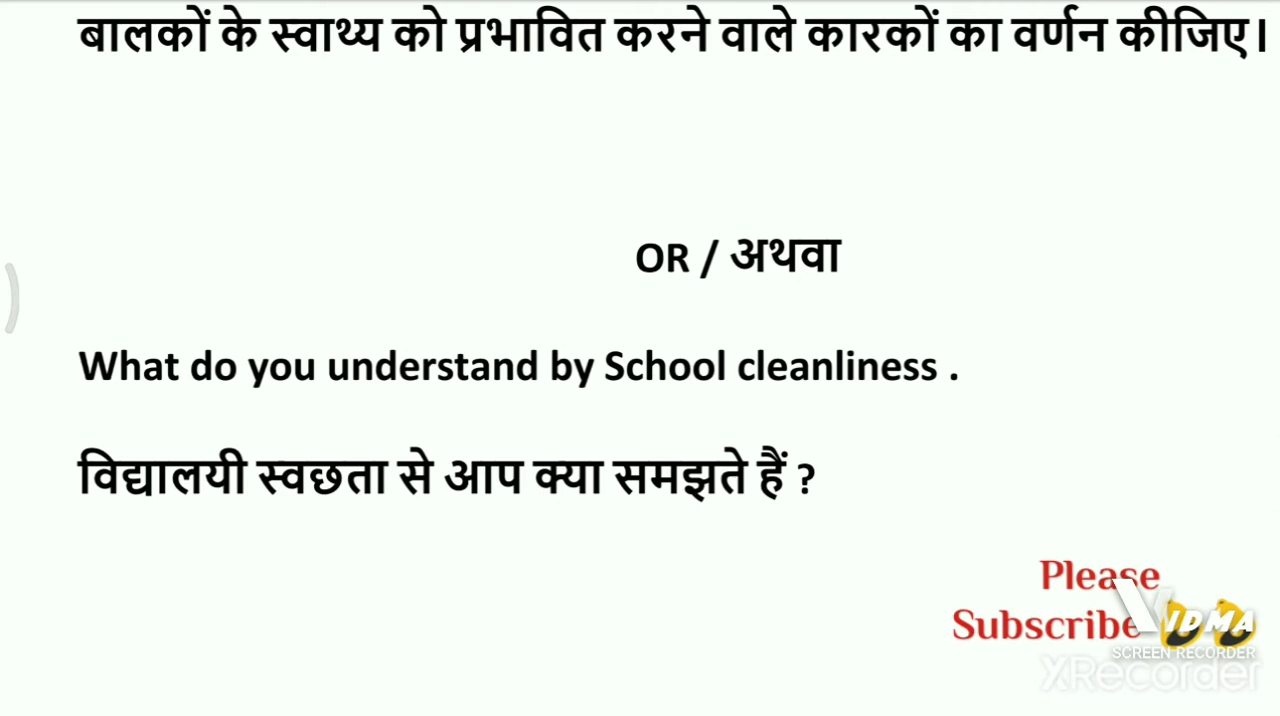 बालकों के स्वाथ्य को प्रभावित करने वाले कारकों का वर्णन कीजिए।
OR / अथवा
What do you understand by School cleanliness .
विद्यालयी स्वछता से आप क्या समझते हैं ?
Please
Subscribe
VIDMA
SCREEN RECORDER
XRecorder